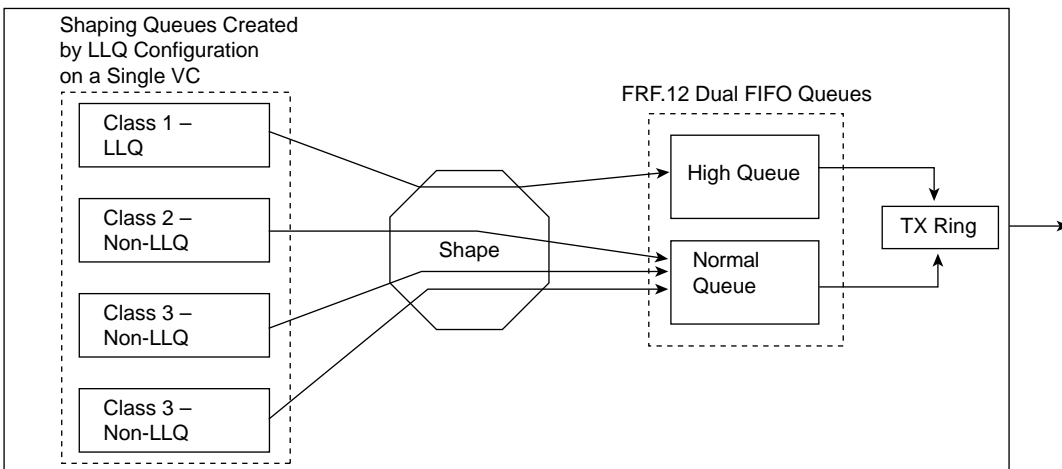 Shaping Queues Created
by LLQ Configuration
on a Single VC
Class 1 –
LLQ
Class 2 –
Non-LLQ
Class 3 –
Non-LLQ
Class 3 –
Non-LLQ
Shape
FRF.12 Dual FIFO Queues
High Queue
Normal
Queue
TX Ring